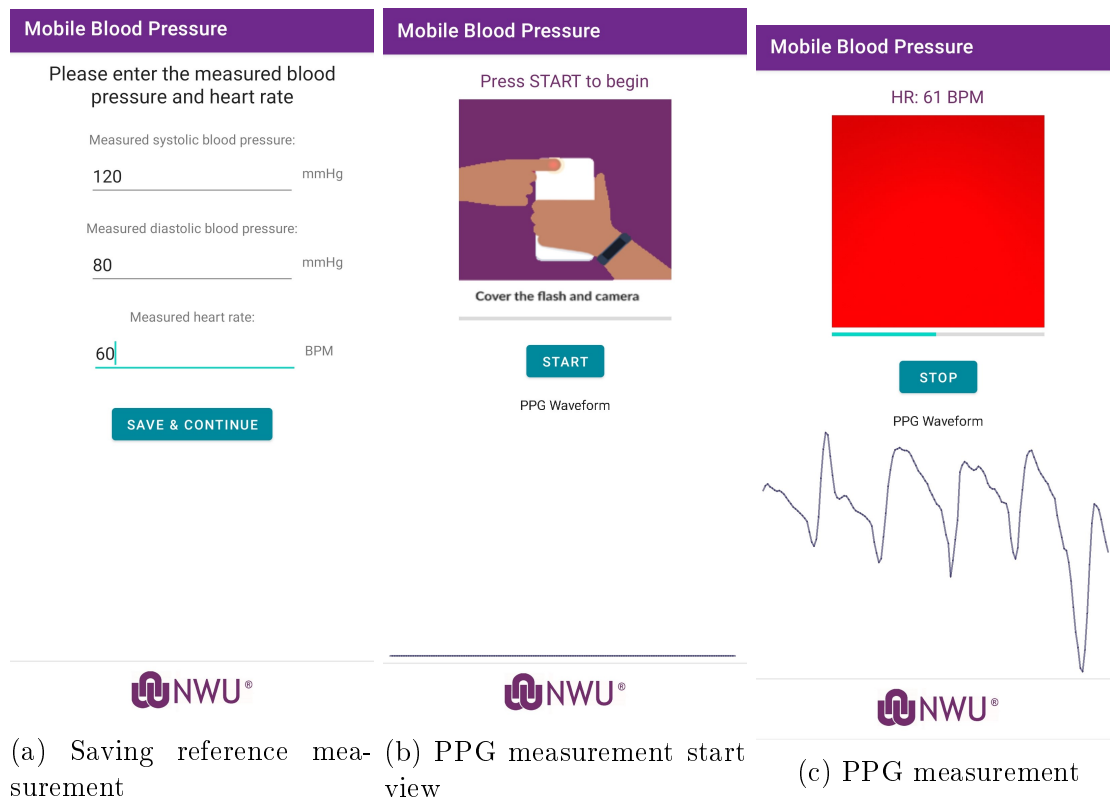 Mobile Blood Pressure
Please enter the measured blood
pressure and heart rate
Measured systolic blood pressure:
120 mmHg
Measured diastolic blood pressure:
80 mmHg
Measured heart rate:
60 BPM
SAVE & CONTINUE
NWU®
(a) Saving reference mea-
surement
Mobile Blood Pressure
Press START to begin
Cover the flash and camera
START
PPG Waveform
NWU®
(b) PPG measurement start
view
Mobile Blood Pressure
HR: 61 BPM
STOP
PPG Waveform
NWU®
(c) PPG measurement